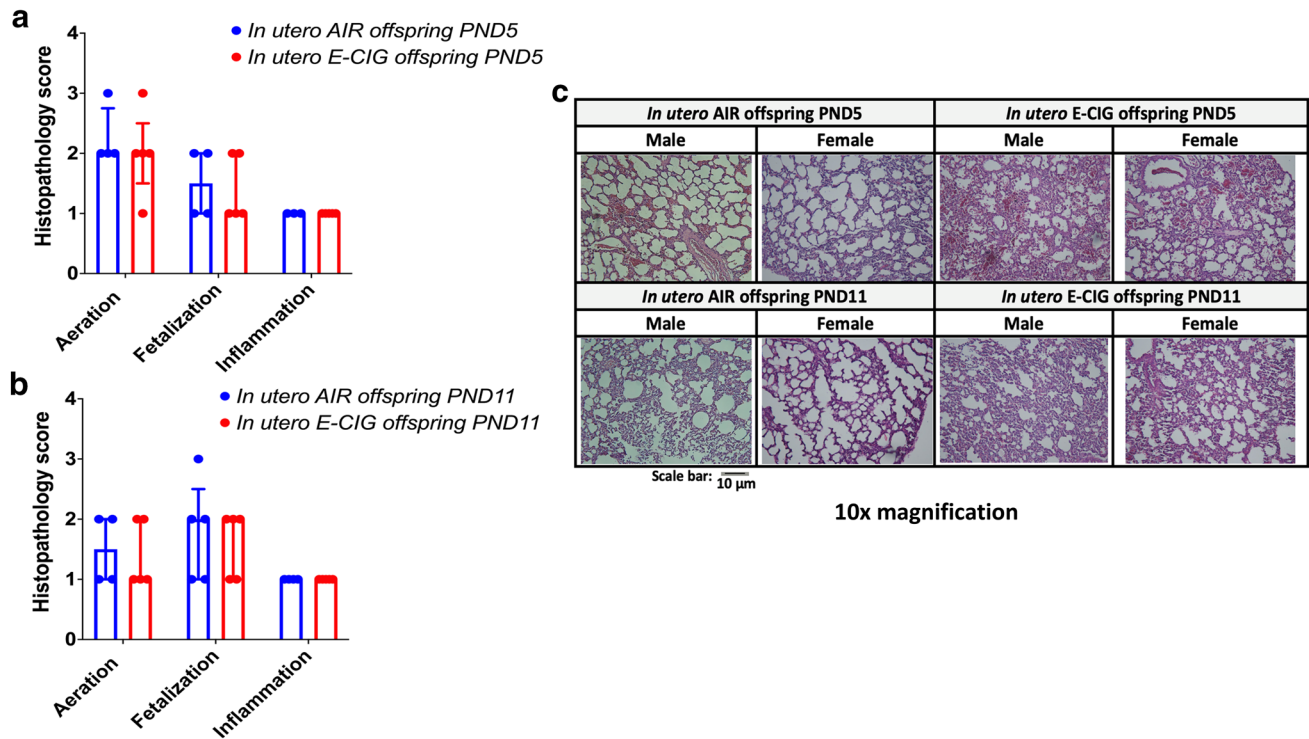 a
Histopathology score
4
3
2
1
0
In utero AIR offspring PND5
In utero E-CIG offspring PND5
Aeration
Fetalization
Inflammation
b
Histopathology score
4
3
2
1
0
In utero AIR offspring PND11
In utero E-CIG offspring PND11
Aeration
Fetalization
Inflammation
c
In utero AIR offspring PND5
In utero E-CIG offspring PND5
Male
Female
Male
Female
In utero AIR offspring PND11
In utero E-CIG offspring PND11
Male
Female
Male
Female
Scale bar:
10 µm
10x magnification